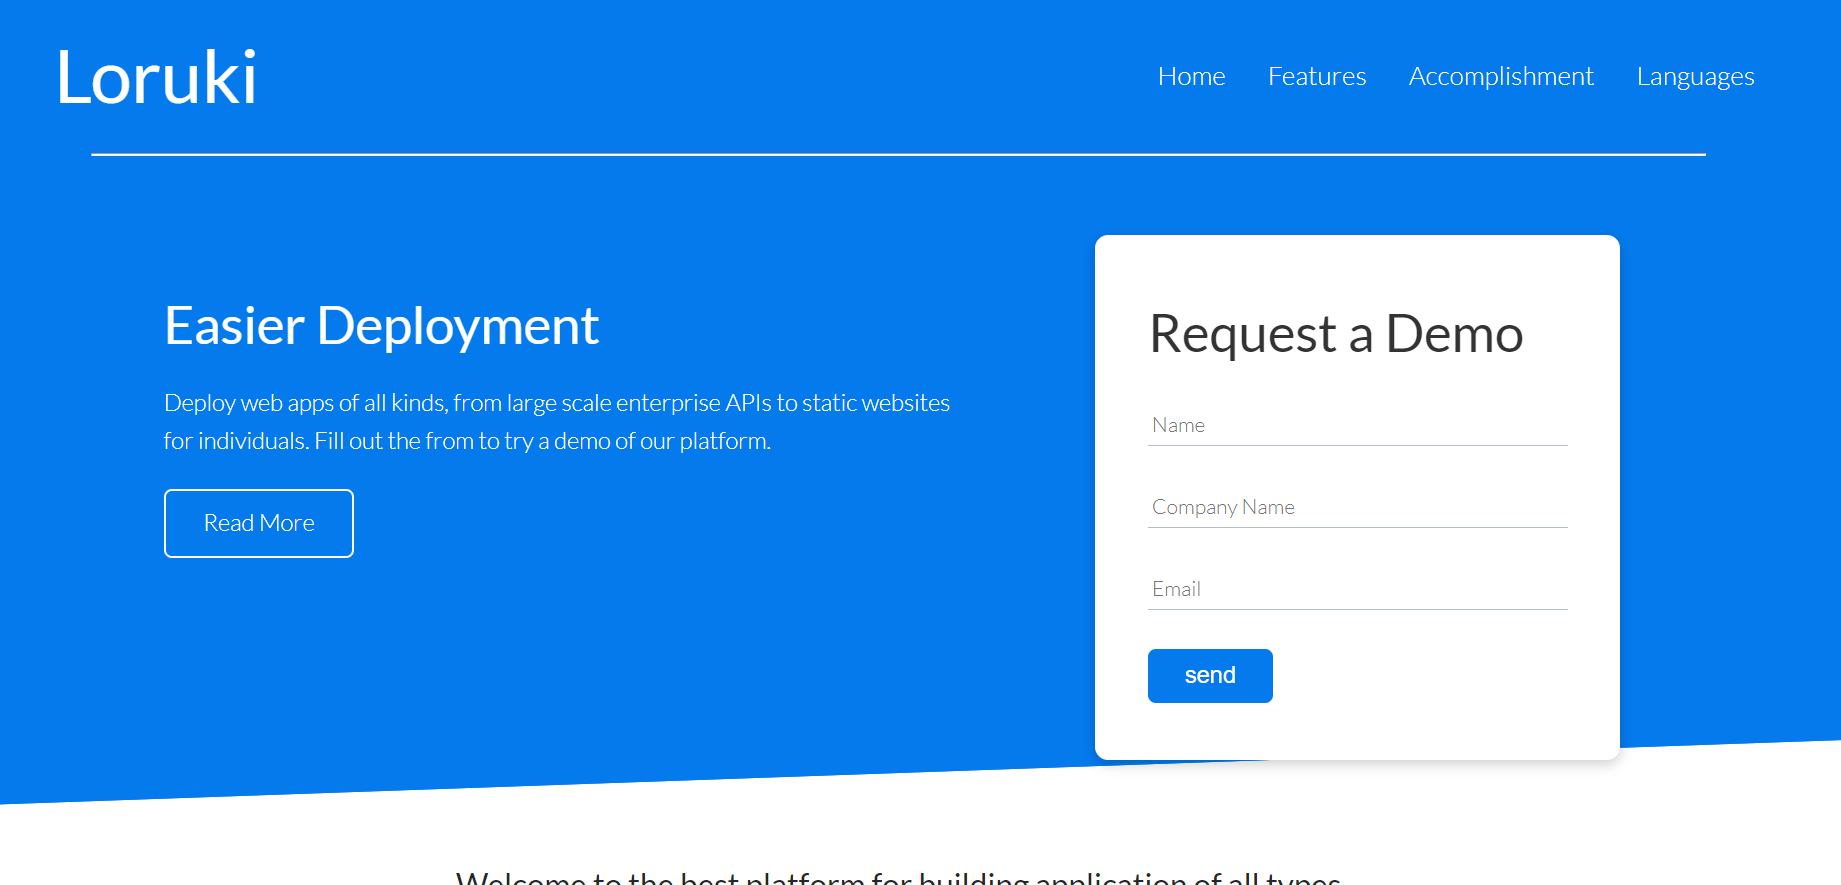 Loruki
Home Features Accomplishment Languages
Easier Deployment
Deploy web apps of all kinds, from large scale enterprise APIs to static websites
for individuals. Fill out the from to try a demo of our platform.
Read More
Request a Demo
Name
Company Name
Email
send
Welcome to the best platform for building application of all types